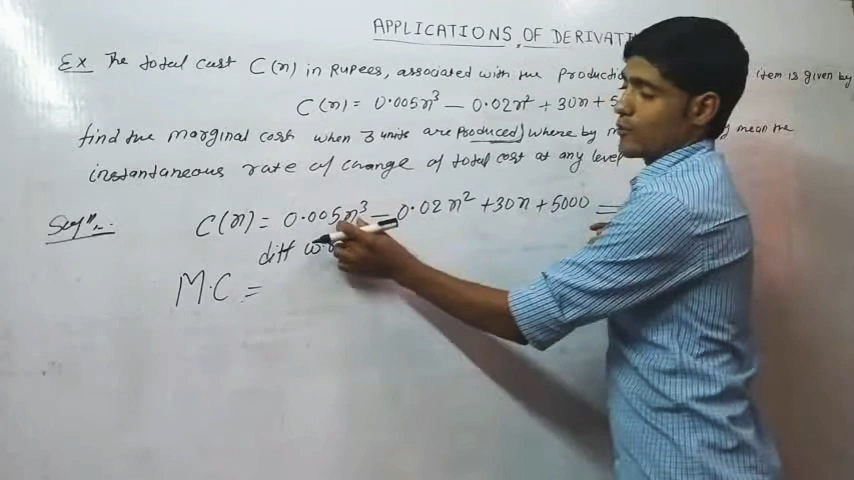 APPLICATIONS OF DERIVATI
Ex The total cost C(x) in Rupees, associated with the Producti item is given by
C(x) = 0.005x³ − 0.02x² + 30x + 5
find the marginal cost when 3 units are Produced, where by m mean the
instantaneous rate of change of total cost at any level
Solⁿ:-
C(x) = 0.005x³ − 0.02x² + 30x + 5000
diff w.
M.C =